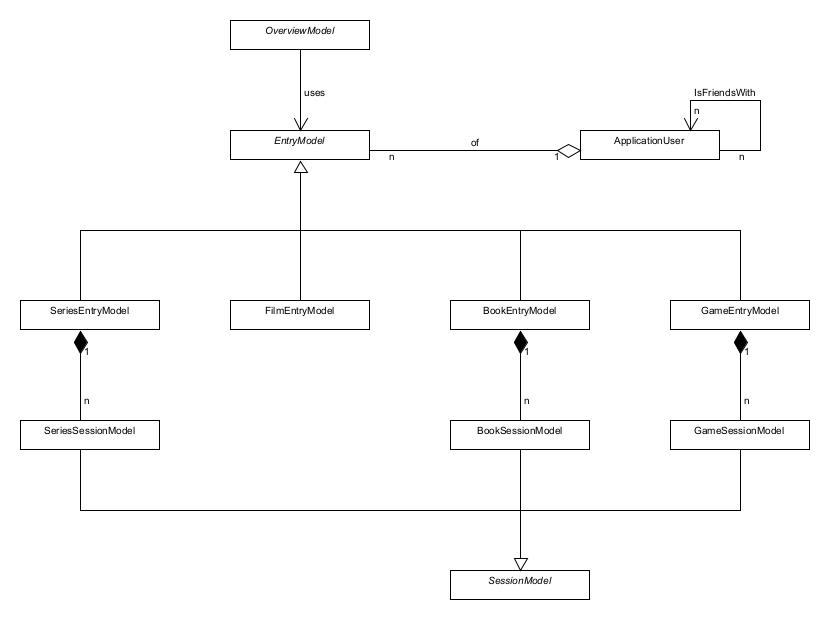 OverviewModel
uses
IsFriendsWith
n
EntryModel
of
ApplicationUser
n
1
n
SeriesEntryModel
FilmEntryModel
BookEntryModel
GameEntryModel
1
1
1
n
n
n
SeriesSessionModel
BookSessionModel
GameSessionModel
SessionModel